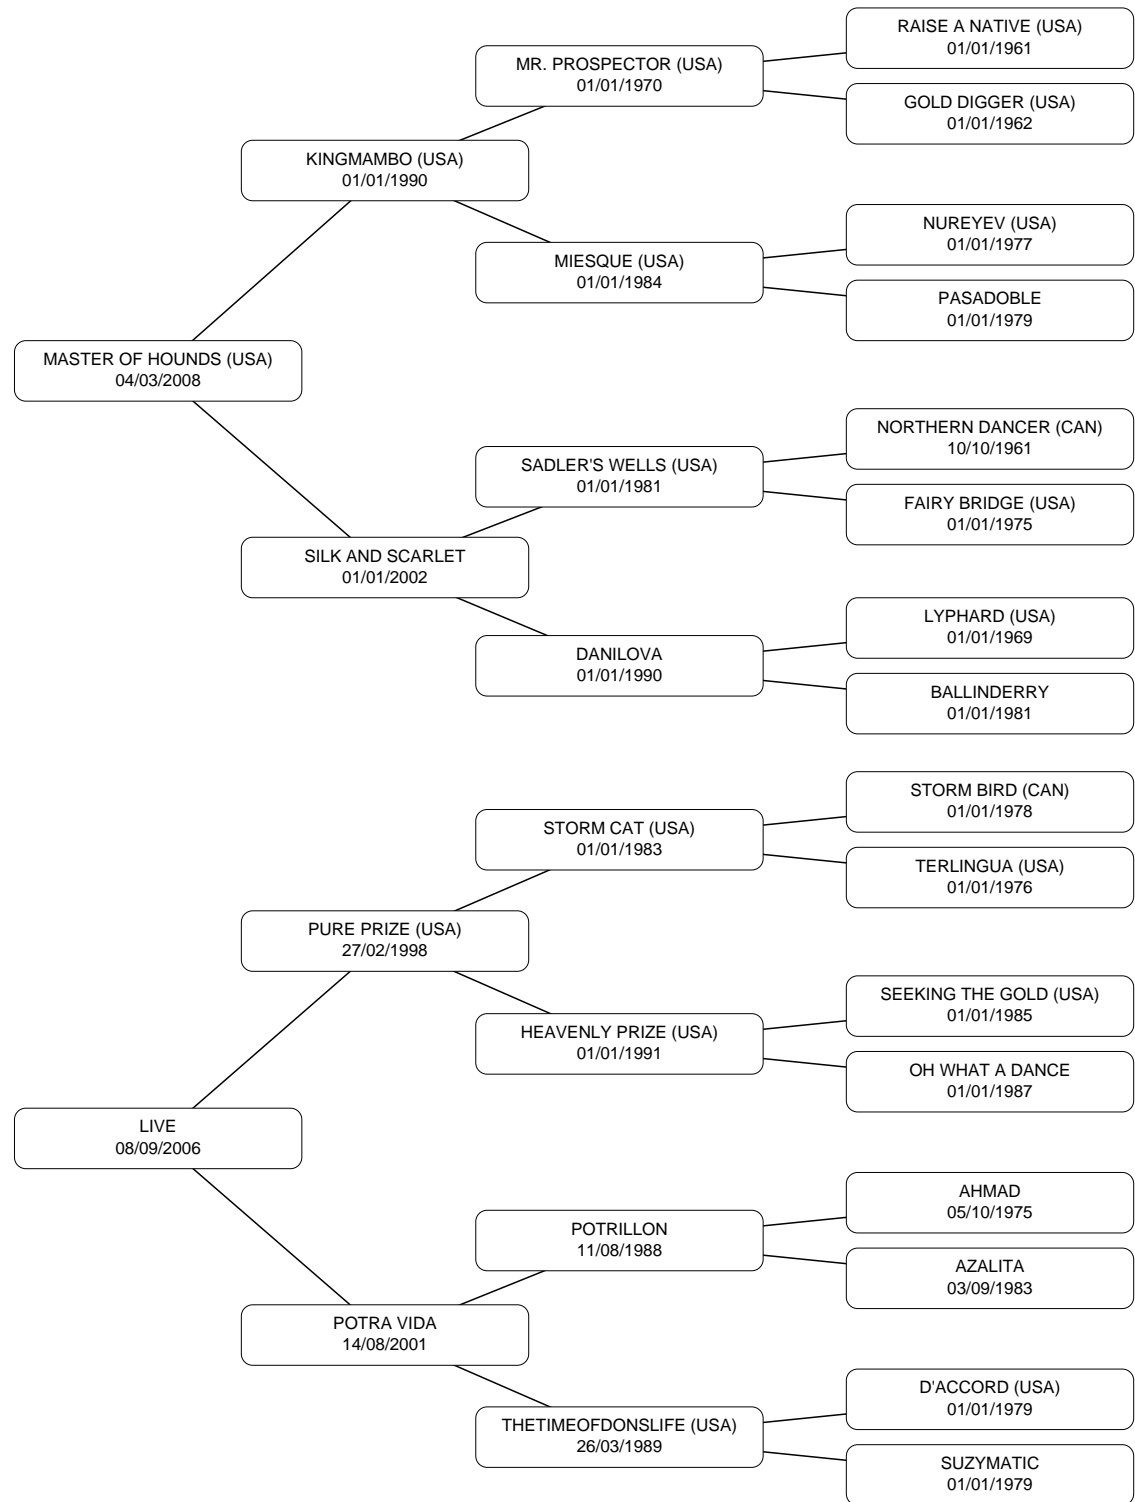 RAISE A NATIVE (USA)
01/01/1961
MR. PROSPECTOR (USA)
01/01/1970
GOLD DIGGER (USA)
01/01/1962
KINGMAMBO (USA)
01/01/1990
NUREYEV (USA)
01/01/1977
MIESQUE (USA)
01/01/1984
PASADOBLE
01/01/1979
MASTER OF HOUNDS (USA)
04/03/2008
NORTHERN DANCER (CAN)
10/10/1961
SADLER'S WELLS (USA)
01/01/1981
FAIRY BRIDGE (USA)
01/01/1975
SILK AND SCARLET
01/01/2002
LYPHARD (USA)
01/01/1969
DANILOVA
01/01/1990
BALLINDERRY
01/01/1981
STORM BIRD (CAN)
01/01/1978
STORM CAT (USA)
01/01/1983
TERLINGUA (USA)
01/01/1976
PURE PRIZE (USA)
27/02/1998
SEEKING THE GOLD (USA)
01/01/1985
HEAVENLY PRIZE (USA)
01/01/1991
OH WHAT A DANCE
01/01/1987
LIVE
08/09/2006
AHMAD
05/10/1975
POTRILLON
11/08/1988
AZALITA
03/09/1983
POTRA VIDA
14/08/2001
D'ACCORD (USA)
01/01/1979
THETIMEOFDONSLIFE (USA)
26/03/1989
SUZYMATIC
01/01/1979